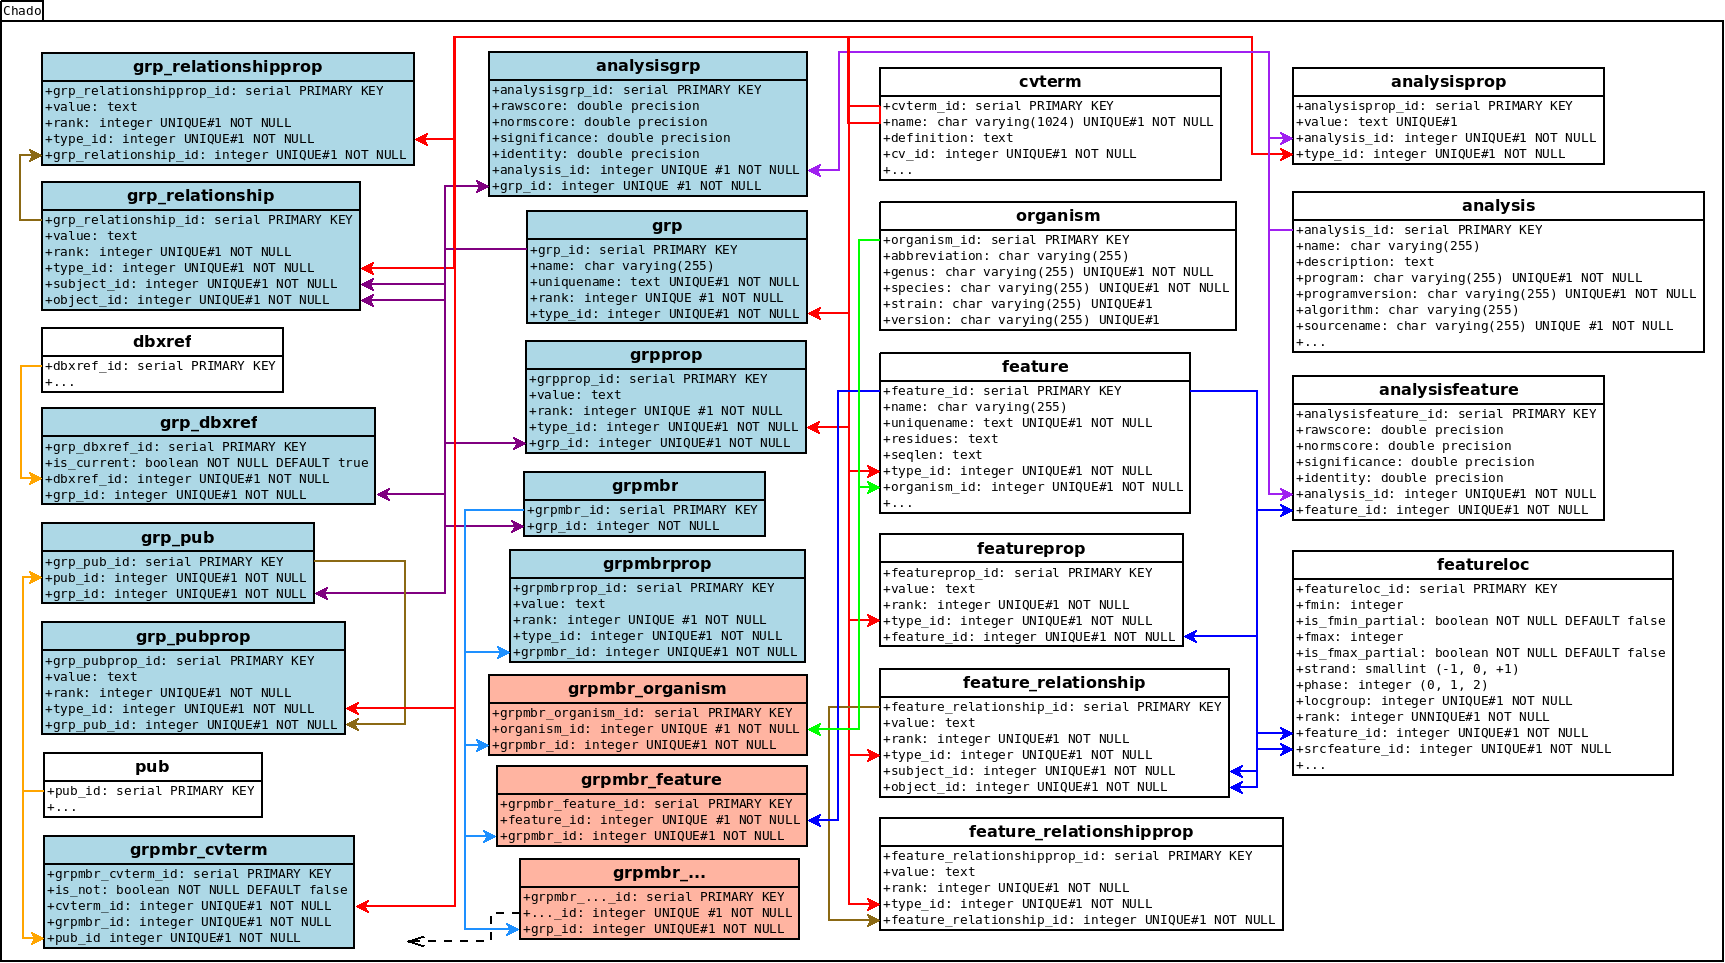 Chado
grp_relationshipprop
+grp_relationshipprop_id: serial PRIMARY KEY
+value: text
+rank: integer UNIQUE#1 NOT NULL
+type_id: integer UNIQUE#1 NOT NULL
+grp_relationship_id: integer UNIQUE#1 NOT NULL
grp_relationship
+grp_relationship_id: serial PRIMARY KEY
+value: text
+rank: integer UNIQUE#1 NOT NULL
+type_id: integer UNIQUE#1 NOT NULL
+subject_id: integer UNIQUE#1 NOT NULL
+object_id: integer UNIQUE#1 NOT NULL
dbxref
+dbxref_id: serial PRIMARY KEY
+...
grp_dbxref
+grp_dbxref_id: serial PRIMARY KEY
+is_current: boolean NOT NULL DEFAULT true
+dbxref_id: integer UNIQUE#1 NOT NULL
+grp_id: integer UNIQUE#1 NOT NULL
grp_pub
+grp_pub_id: serial PRIMARY KEY
+pub_id: integer UNIQUE#1 NOT NULL
+grp_id: integer UNIQUE#1 NOT NULL
grp_pubprop
+grp_pubprop_id: serial PRIMARY KEY
+value: text
+rank: integer UNIQUE#1 NOT NULL
+type_id: integer UNIQUE#1 NOT NULL
+grp_pub_id: integer UNIQUE#1 NOT NULL
pub
+pub_id: serial PRIMARY KEY
+...
grpmbr_cvterm
+grpmbr_cvterm_id: serial PRIMARY KEY
+is_not: boolean NOT NULL DEFAULT false
+cvterm_id: integer UNIQUE#1 NOT NULL
+grpmbr_id: integer UNIQUE#1 NOT NULL
+pub_id integer UNIQUE#1 NOT NULL
analysisgrp
+analysisgrp_id: serial PRIMARY KEY
+rawscore: double precision
+normscore: double precision
+significance: double precision
+identity: double precision
+analysis_id: integer UNIQUE #1 NOT NULL
+grp_id: integer UNIQUE #1 NOT NULL
grp
+grp_id: serial PRIMARY KEY
+name: char varying(255)
+uniquename: text UNIQUE#1 NOT NULL
+rank: integer UNIQUE #1 NOT NULL
+type_id: integer UNIQUE#1 NOT NULL
grpprop
+grpprop_id: serial PRIMARY KEY
+value: text
+rank: integer UNIQUE #1 NOT NULL
+type_id: integer UNIQUE#1 NOT NULL
+grp_id: integer UNIQUE#1 NOT NULL
grpmbr
+grpmbr_id: serial PRIMARY KEY
+grp_id: integer NOT NULL
grpmbrprop
+grpmbrprop_id: serial PRIMARY KEY
+value: text
+rank: integer UNIQUE #1 NOT NULL
+type_id: integer UNIQUE#1 NOT NULL
+grpmbr_id: integer UNIQUE#1 NOT NULL
grpmbr_organism
+grpmbr_organism_id: serial PRIMARY KEY
+organism_id: integer UNIQUE #1 NOT NULL
+grpmbr_id: integer UNIQUE#1 NOT NULL
grpmbr_feature
+grpmbr_feature_id: serial PRIMARY KEY
+feature_id: integer UNIQUE #1 NOT NULL
+grpmbr_id: integer UNIQUE#1 NOT NULL
grpmbr_...
+grpmbr_..._id: serial PRIMARY KEY
+..._id: integer UNIQUE #1 NOT NULL
+grp_id: integer UNIQUE#1 NOT NULL
cvterm
+cvterm_id: serial PRIMARY KEY
+name: char varying(1024) UNIQUE#1 NOT NULL
+definition: text
+cv_id: integer UNIQUE#1 NOT NULL
+...
organism
+organism_id: serial PRIMARY KEY
+abbreviation: char varying(255)
+genus: char varying(255) UNIQUE#1 NOT NULL
+species: char varying(255) UNIQUE#1 NOT NULL
+strain: char varying(255) UNIQUE#1
+version: char varying(255) UNIQUE#1
feature
+feature_id: serial PRIMARY KEY
+name: char varying(255)
+uniquename: text UNIQUE#1 NOT NULL
+residues: text
+seqlen: text
+type_id: integer UNIQUE#1 NOT NULL
+organism_id: integer UNIQUE#1 NOT NULL
+...
featureprop
+featureprop_id: serial PRIMARY KEY
+value: text
+rank: integer UNIQUE#1 NOT NULL
+type_id: integer UNIQUE#1 NOT NULL
+feature_id: integer UNIQUE#1 NOT NULL
feature_relationship
+feature_relationship_id: serial PRIMARY KEY
+value: text
+rank: integer UNIQUE#1 NOT NULL
+type_id: integer UNIQUE#1 NOT NULL
+subject_id: integer UNIQUE#1 NOT NULL
+object_id: integer UNIQUE#1 NOT NULL
feature_relationshipprop
+feature_relationshipprop_id: serial PRIMARY KEY
+value: text
+rank: integer UNIQUE#1 NOT NULL
+type_id: integer UNIQUE#1 NOT NULL
+feature_relationship_id: integer UNIQUE#1 NOT NULL
analysisprop
+analysisprop_id: serial PRIMARY KEY
+value: text UNIQUE#1
+analysis_id: integer UNIQUE#1 NOT NULL
+type_id: integer UNIQUE#1 NOT NULL
analysis
+analysis_id: serial PRIMARY KEY
+name: char varying(255)
+description: text
+program: char varying(255) UNIQUE#1 NOT NULL
+programversion: char varying(255) UNIQUE#1 NOT NULL
+algorithm: char varying(255)
+sourcename: char varying(255) UNIQUE #1 NOT NULL
+...
analysisfeature
+analysisfeature_id: serial PRIMARY KEY
+rawscore: double precision
+normscore: double precision
+significance: double precision
+identity: double precision
+analysis_id: integer UNIQUE#1 NOT NULL
+feature_id: integer UNIQUE#1 NOT NULL
featureloc
+featureloc_id: serial PRIMARY KEY
+fmin: integer
+is_fmin_partial: boolean NOT NULL DEFAULT false
+fmax: integer
+is_fmax_partial: boolean NOT NULL DEFAULT false
+strand: smallint (-1, 0, +1)
+phase: integer (0, 1, 2)
+locgroup: integer UNIQUE#1 NOT NULL
+rank: integer UNNIQUE#1 NOT NULL
+feature_id: integer UNIQUE#1 NOT NULL
+srcfeature_id: integer UNIQUE#1 NOT NULL
+...